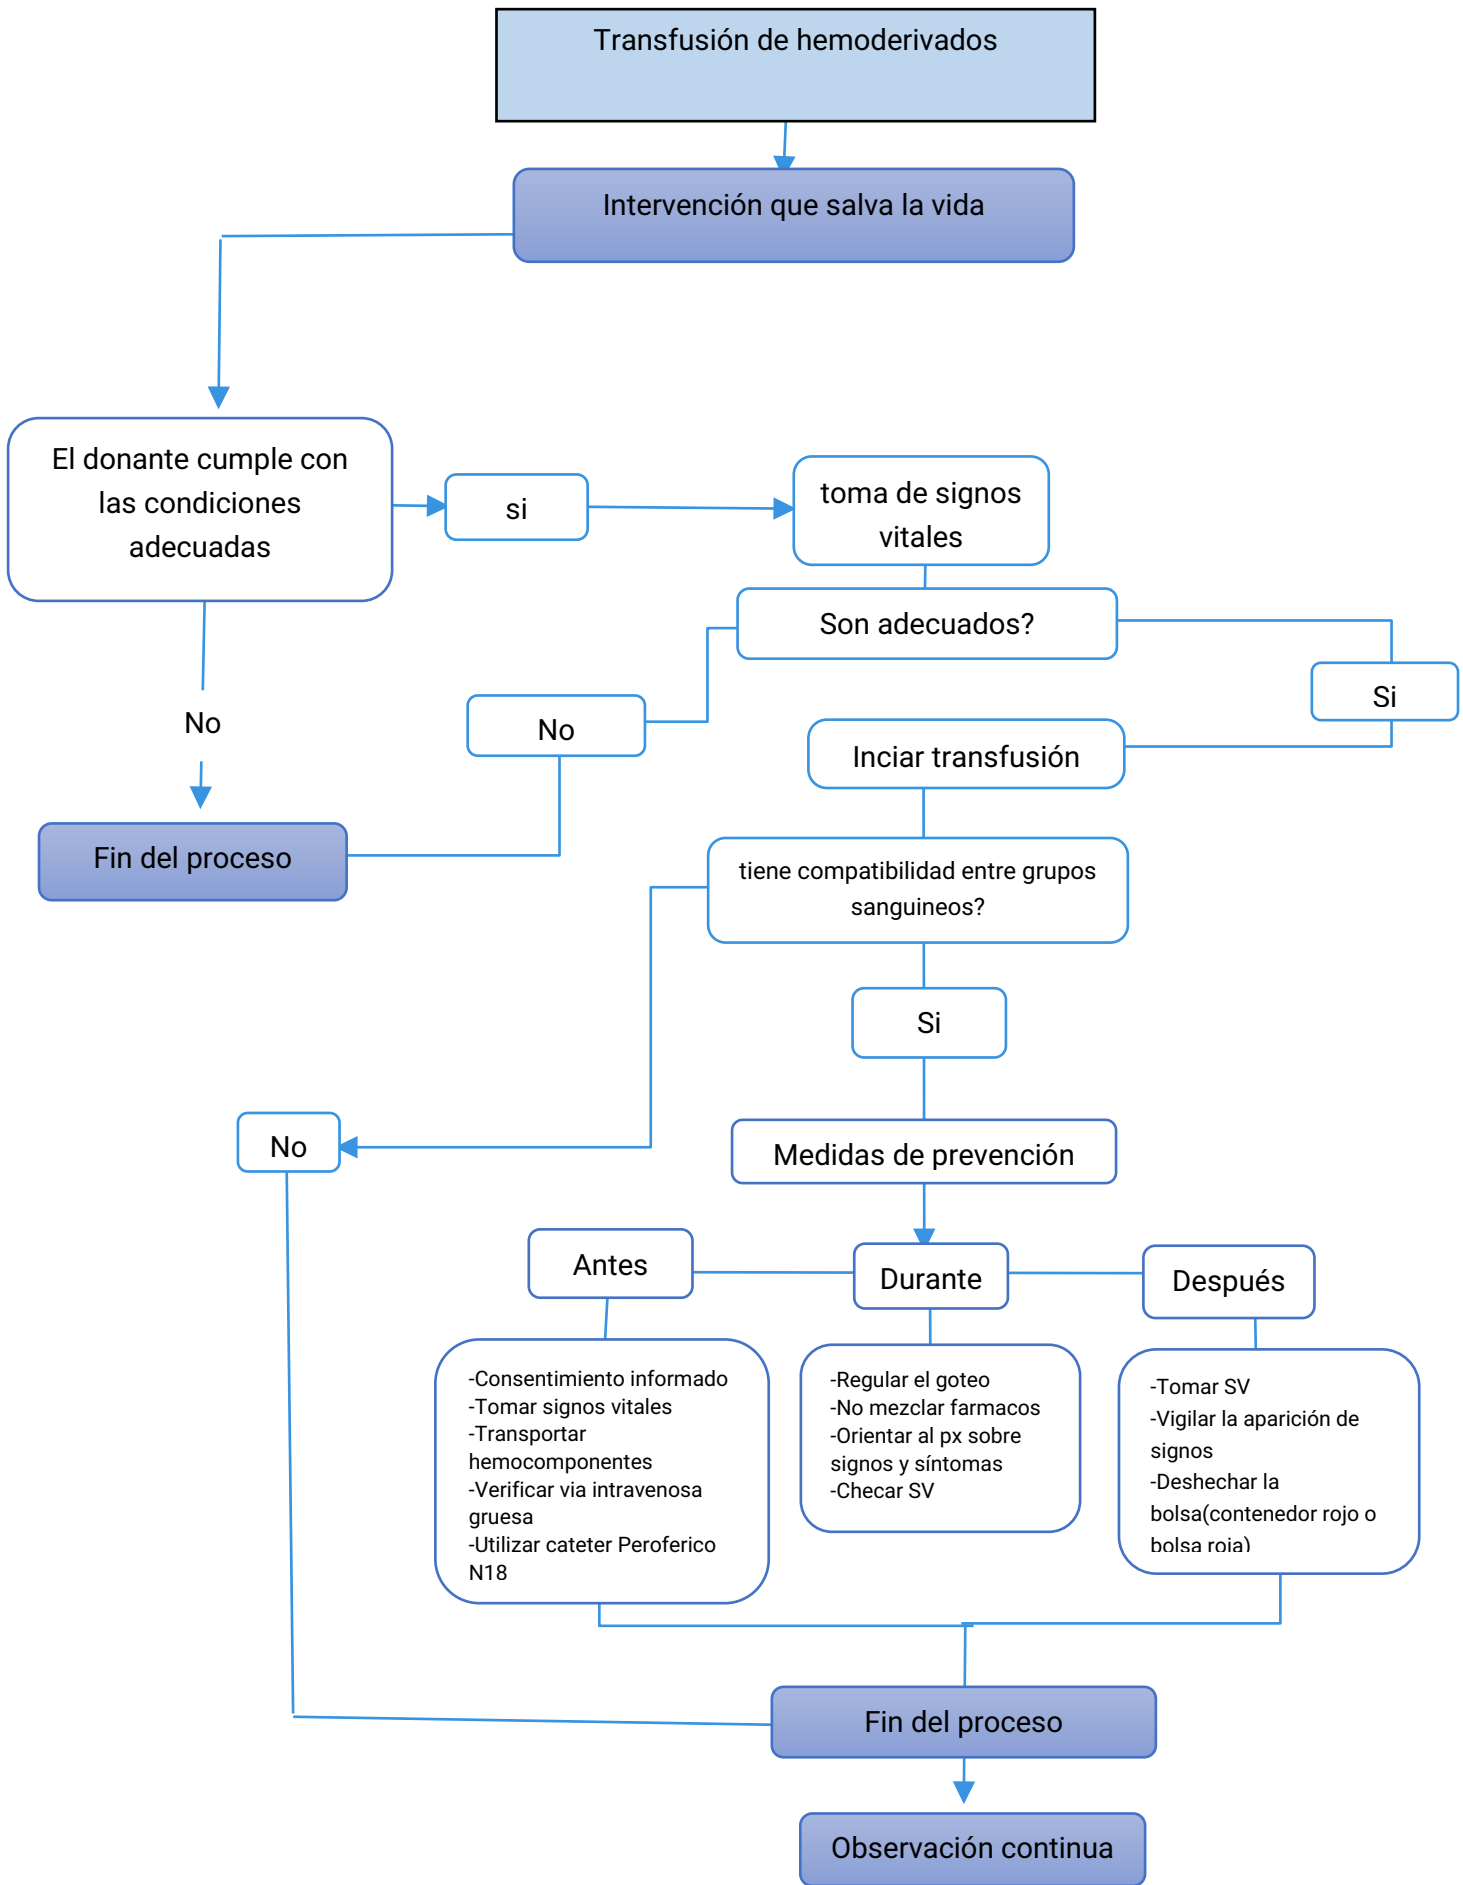 Transfusión de hemoderivados
Intervención que salva la vida
El donante cumple con
las condiciones
adecuadas
si
toma de signos
vitales
Son adecuados?
Si
No
No
Inciar transfusión
Fin del proceso
tiene compatibilidad entre grupos
sanguineos?
Si
No
Medidas de prevención
Antes
Durante
Después
-Consentimiento informado
-Tomar signos vitales
-Transportar
hemocomponentes
-Verificar via intravenosa
gruesa
-Utilizar cateter Peroferico
N18
-Regular el goteo
-No mezclar farmacos
-Orientar al px sobre
signos y síntomas
-Checar SV
-Tomar SV
-Vigilar la aparición de
signos
-Deshechar la
bolsa(contenedor rojo o
bolsa roja)
Fin del proceso
Observación continua